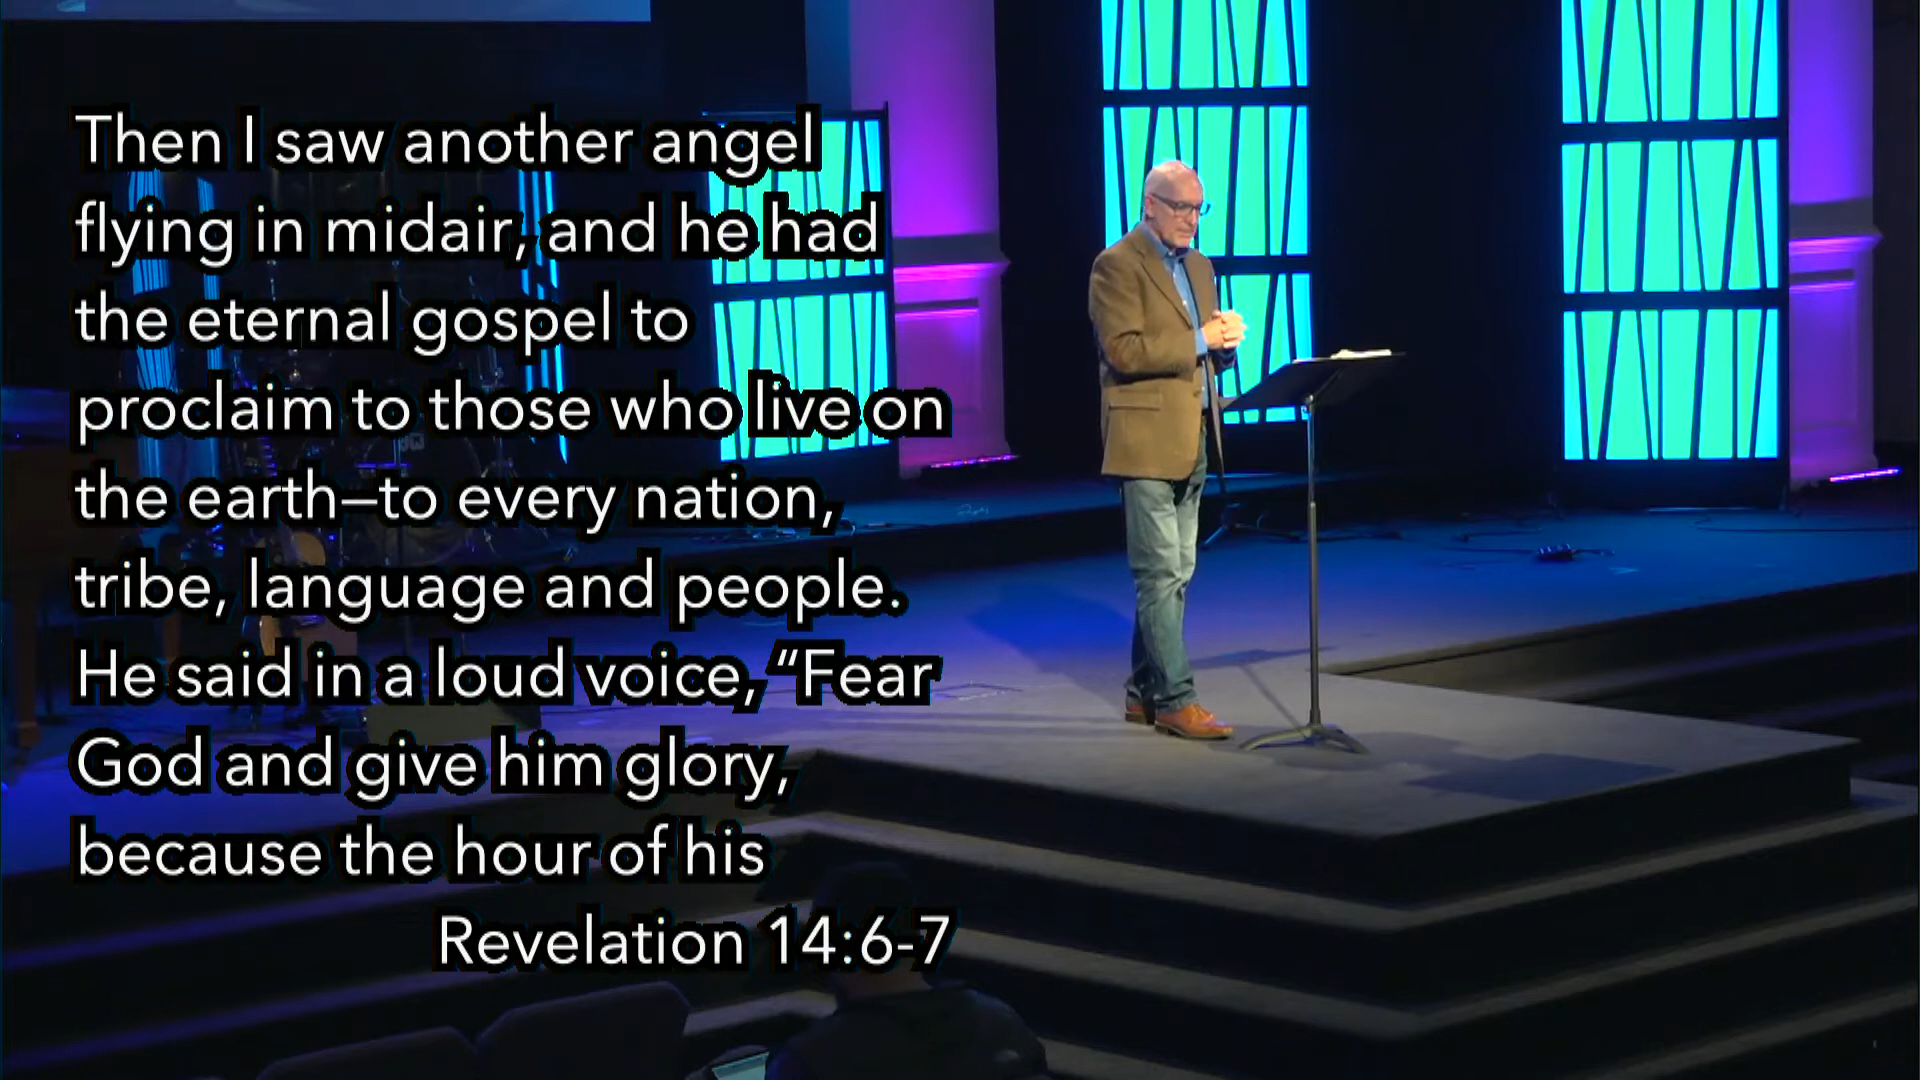 Then I saw another angel
flying in midair, and he had
the eternal gospel to
proclaim to those who live on
the earth—to every nation,
tribe, language and people.
He said in a loud voice, “Fear
God and give him glory,
because the hour of his
Revelation 14:6-7